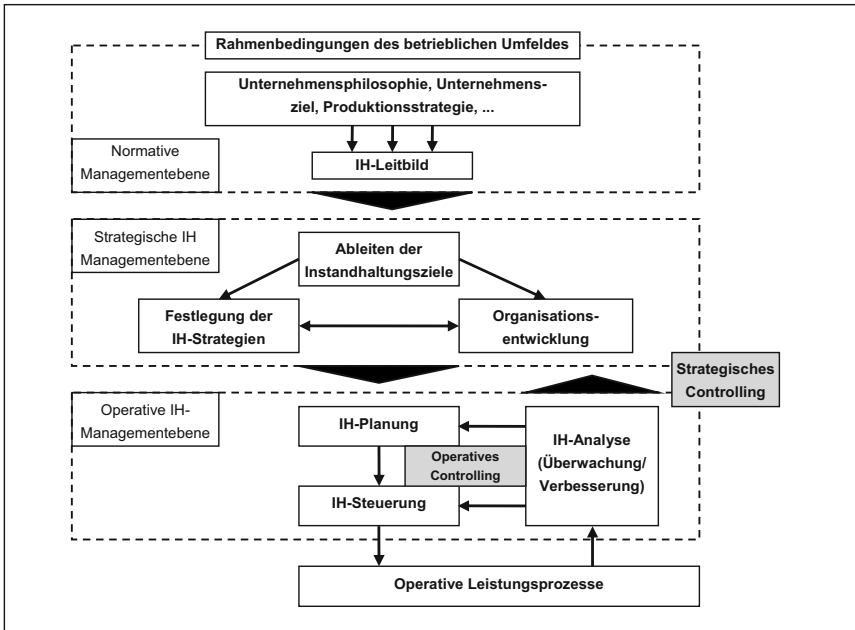 Rahmenbedingungen des betrieblichen Umfeldes
Unternehmensphilosophie, Unternehmens-
ziel, Produktionsstrategie, ...
Normative
Managementebene
IH-Leitbild
Strategische IH
Managementebene
Ableiten der
Instandhaltungsziele
Festlegung der
IH-Strategien
Organisations-
entwicklung
Strategisches
Controlling
Operative IH-
Managementebene
IH-Planung
IH-Analyse
(Überwachung/
Verbesserung)
Operatives
Controlling
IH-Steuerung
Operative Leistungsprozesse